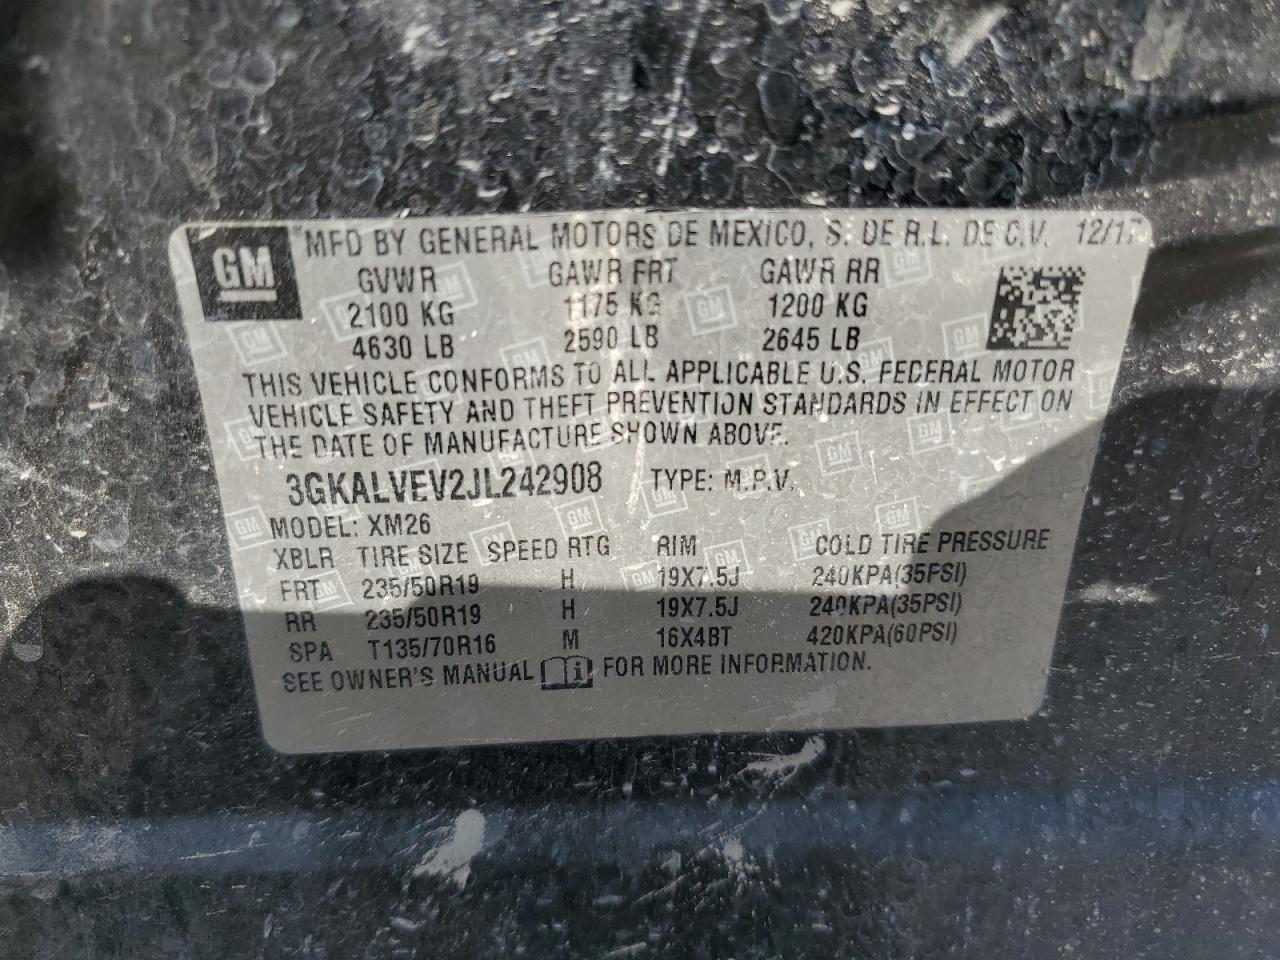 GM MFD BY GENERAL MOTORS DE MEXICO, S. DE R.L. DE C.V. 12/17
GVWR GAWR FRT GAWR RR
2100 KG 1175 KG 1200 KG
4630 LB 2590 LB 2645 LB
THIS VEHICLE CONFORMS TO ALL APPLICABLE U.S. FEDERAL MOTOR
VEHICLE SAFETY AND THEFT PREVENTION STANDARDS IN EFFECT ON
THE DATE OF MANUFACTURE SHOWN ABOVE.
3GKALVEV2JL242908 TYPE: M.P.V.
MODEL: XM26
XBLR TIRE SIZE SPEED RTG RIM COLD TIRE PRESSURE
FRT 235/50R19 H 19X7.5J 240KPA(35PSI)
RR 235/50R19 H 19X7.5J 240KPA(35PSI)
SPA T135/70R16 M 16X4BT 420KPA(60PSI)
SEE OWNER'S MANUAL FOR MORE INFORMATION.